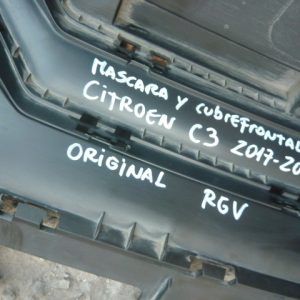 MASCARA Y CUBREFRONTAL
CITROEN C3 2017-20
ORIGINAL RGV